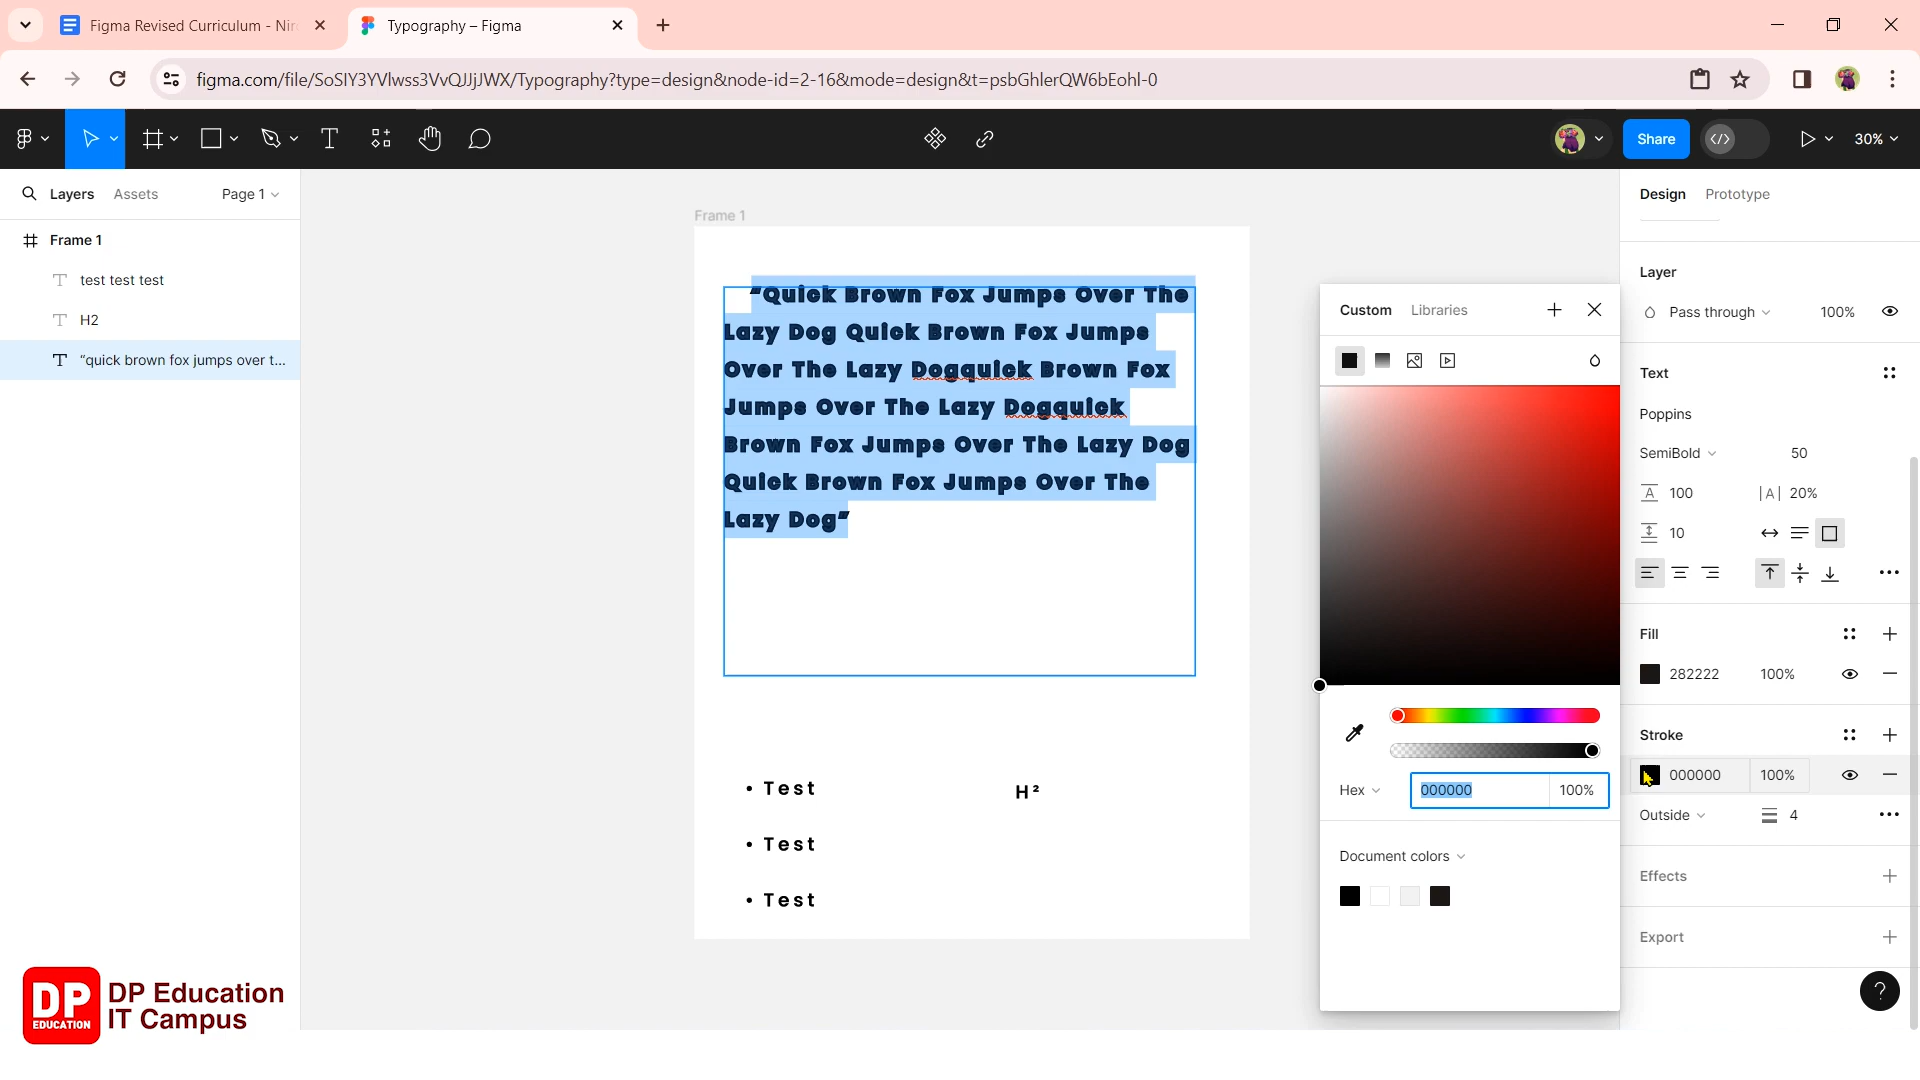 Figma Revised Curriculum - Nir
Typography – Figma
figma.com/file/SoSIY3YVlwss3VvQJJjJWX/Typography?type=design&node-id=2-16&mode=design&t=psbGhlerQW6bEohl-0
Share
30%
Layers
Assets
Page 1
Frame 1
test test test
H2
“quick brown fox jumps over t...
Frame 1
“Quick Brown Fox Jumps Over The
Lazy Dog Quick Brown Fox Jumps
Over The Lazy Dogquick Brown Fox
Jumps Over The Lazy Dogquick
Brown Fox Jumps Over The Lazy Dog
Quick Brown Fox Jumps Over The
Lazy Dog”
• Test
H²
• Test
• Test
Custom
Libraries
Hex
000000
100%
Document colors
Design
Prototype
Layer
Pass through
100%
Text
Poppins
SemiBold
50
100
20%
10
Fill
282222
100%
Stroke
000000
100%
Outside
4
Effects
Export
?
DP
EDUCATION
DP Education
IT Campus